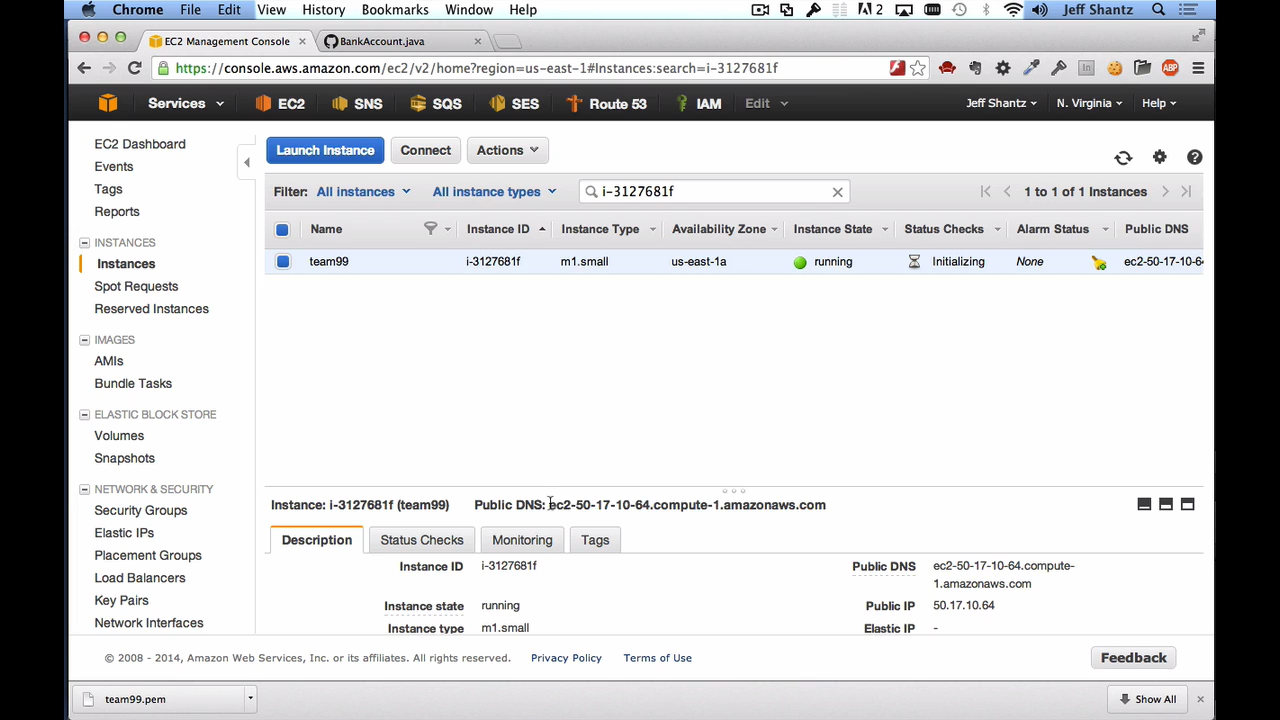 Chrome File Edit View History Bookmarks Window Help 2 Jeff Shantz
EC2 Management Console BankAccount.java
https://console.aws.amazon.com/ec2/v2/home?region=us-east-1#Instances:search=i-3127681f
Services EC2 SNS SQS SES Route 53 IAM Edit Jeff Shantz N. Virginia Help
EC2 Dashboard
Events
Tags
Reports
INSTANCES
Instances
Spot Requests
Reserved Instances
IMAGES
AMIs
Bundle Tasks
ELASTIC BLOCK STORE
Volumes
Snapshots
NETWORK & SECURITY
Security Groups
Elastic IPs
Placement Groups
Load Balancers
Key Pairs
Network Interfaces
Launch Instance Connect Actions
Filter: All instances All instance types i-3127681f 1 to 1 of 1 Instances
Name Instance ID Instance Type Availability Zone Instance State Status Checks Alarm Status Public DNS
team99 i-3127681f m1.small us-east-1a running Initializing None ec2-50-17-10-64
Instance: i-3127681f (team99) Public DNS: ec2-50-17-10-64.compute-1.amazonaws.com
Description Status Checks Monitoring Tags
Instance ID i-3127681f Public DNS ec2-50-17-10-64.compute-
1.amazonaws.com
Instance state running Public IP 50.17.10.64
Instance type m1.small Elastic IP -
© 2008 - 2014, Amazon Web Services, Inc. or its affiliates. All rights reserved. Privacy Policy Terms of Use Feedback
team99.pem Show All